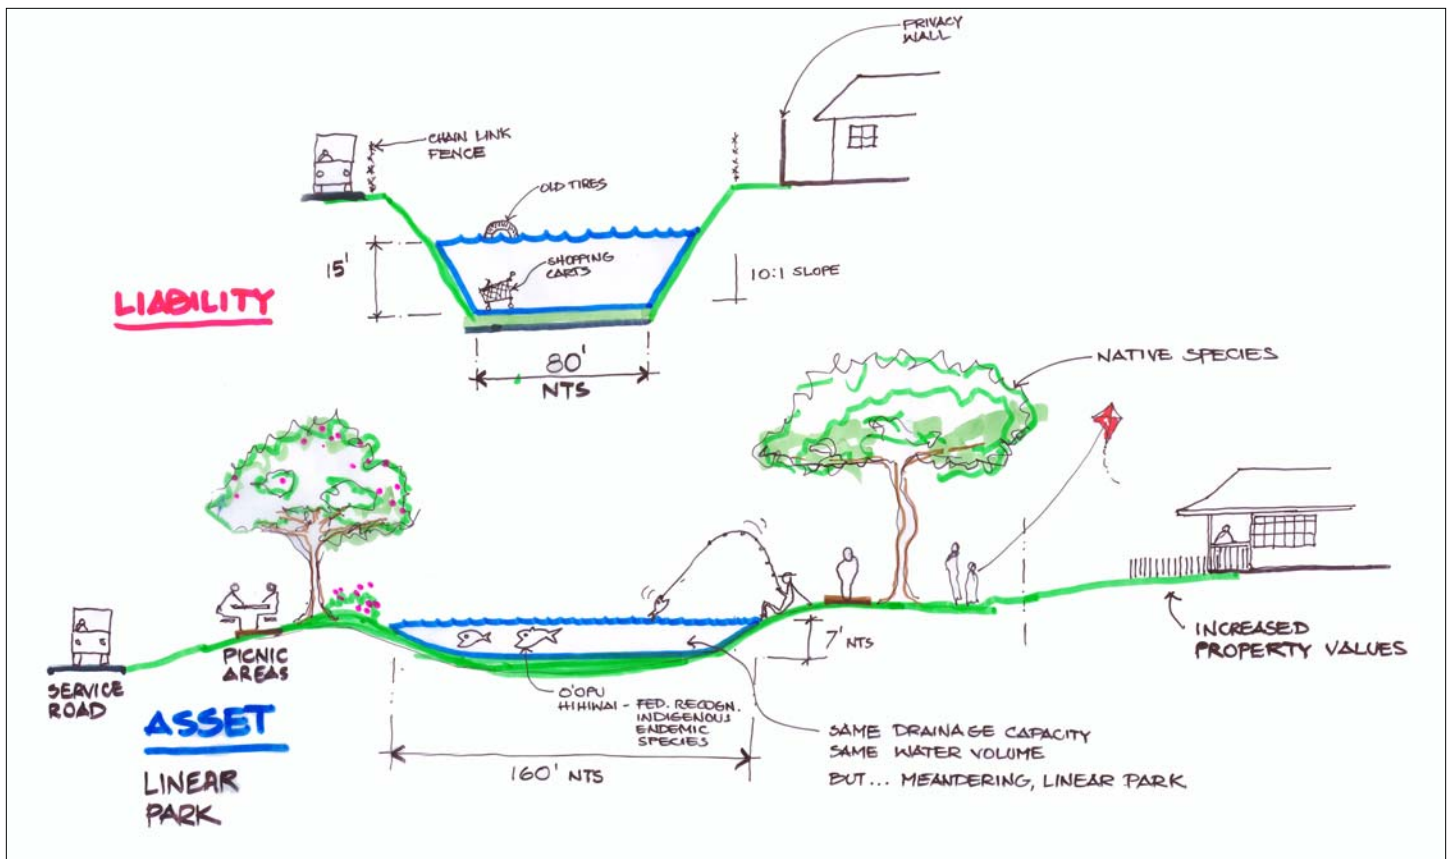 PRIVACY
WALL
CHAIN LINK
FENCE
OLD TIRES
SHOPPING
CARTS
15'
10:1 SLOPE
LIABILITY
80'
NTS
NATIVE SPECIES
PICNIC
AREAS
SERVICE
ROAD
7' NTS
INCREASED
PROPERTY VALUES
O'OPU
HIHIWAI - FED. RECOGN.
INDIGENOUS
ENDEMIC
SPECIES
ASSET
LINEAR
PARK
160' NTS
SAME DRAINAGE CAPACITY
SAME WATER VOLUME
BUT... MEANDERING, LINEAR PARK